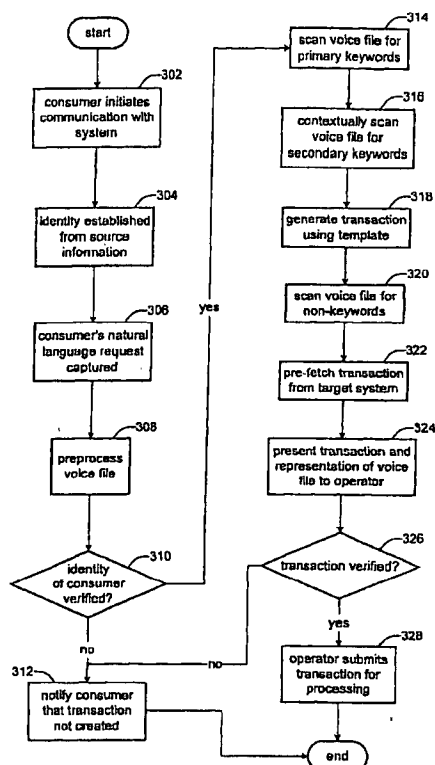 start
302
consumer initiates
communication with
system
304
identity established
from source
information
306
consumer's natural
language request
captured
308
preprocess
voice file
310
identity
of consumer
verified?
yes
no
312
notify consumer
that transaction
not created
314
scan voice file for
primary keywords
316
contextually scan
voice file for
secondary keywords
318
generate transaction
using template
320
scan voice file for
non-keywords
322
pre-fetch transaction
from target system
324
present transaction and
representation of voice
file to operator
326
transaction verified?
no
yes
328
operator submits
transaction for
processing
end